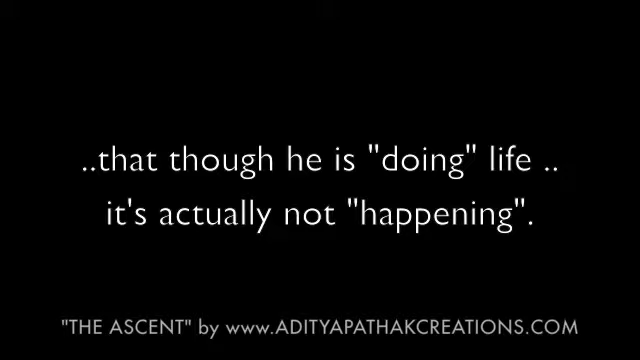 ..that though he is "doing" life ..
it's actually not "happening".
"THE ASCENT" by www.ADITYAPATHAKCREATIONS.COM